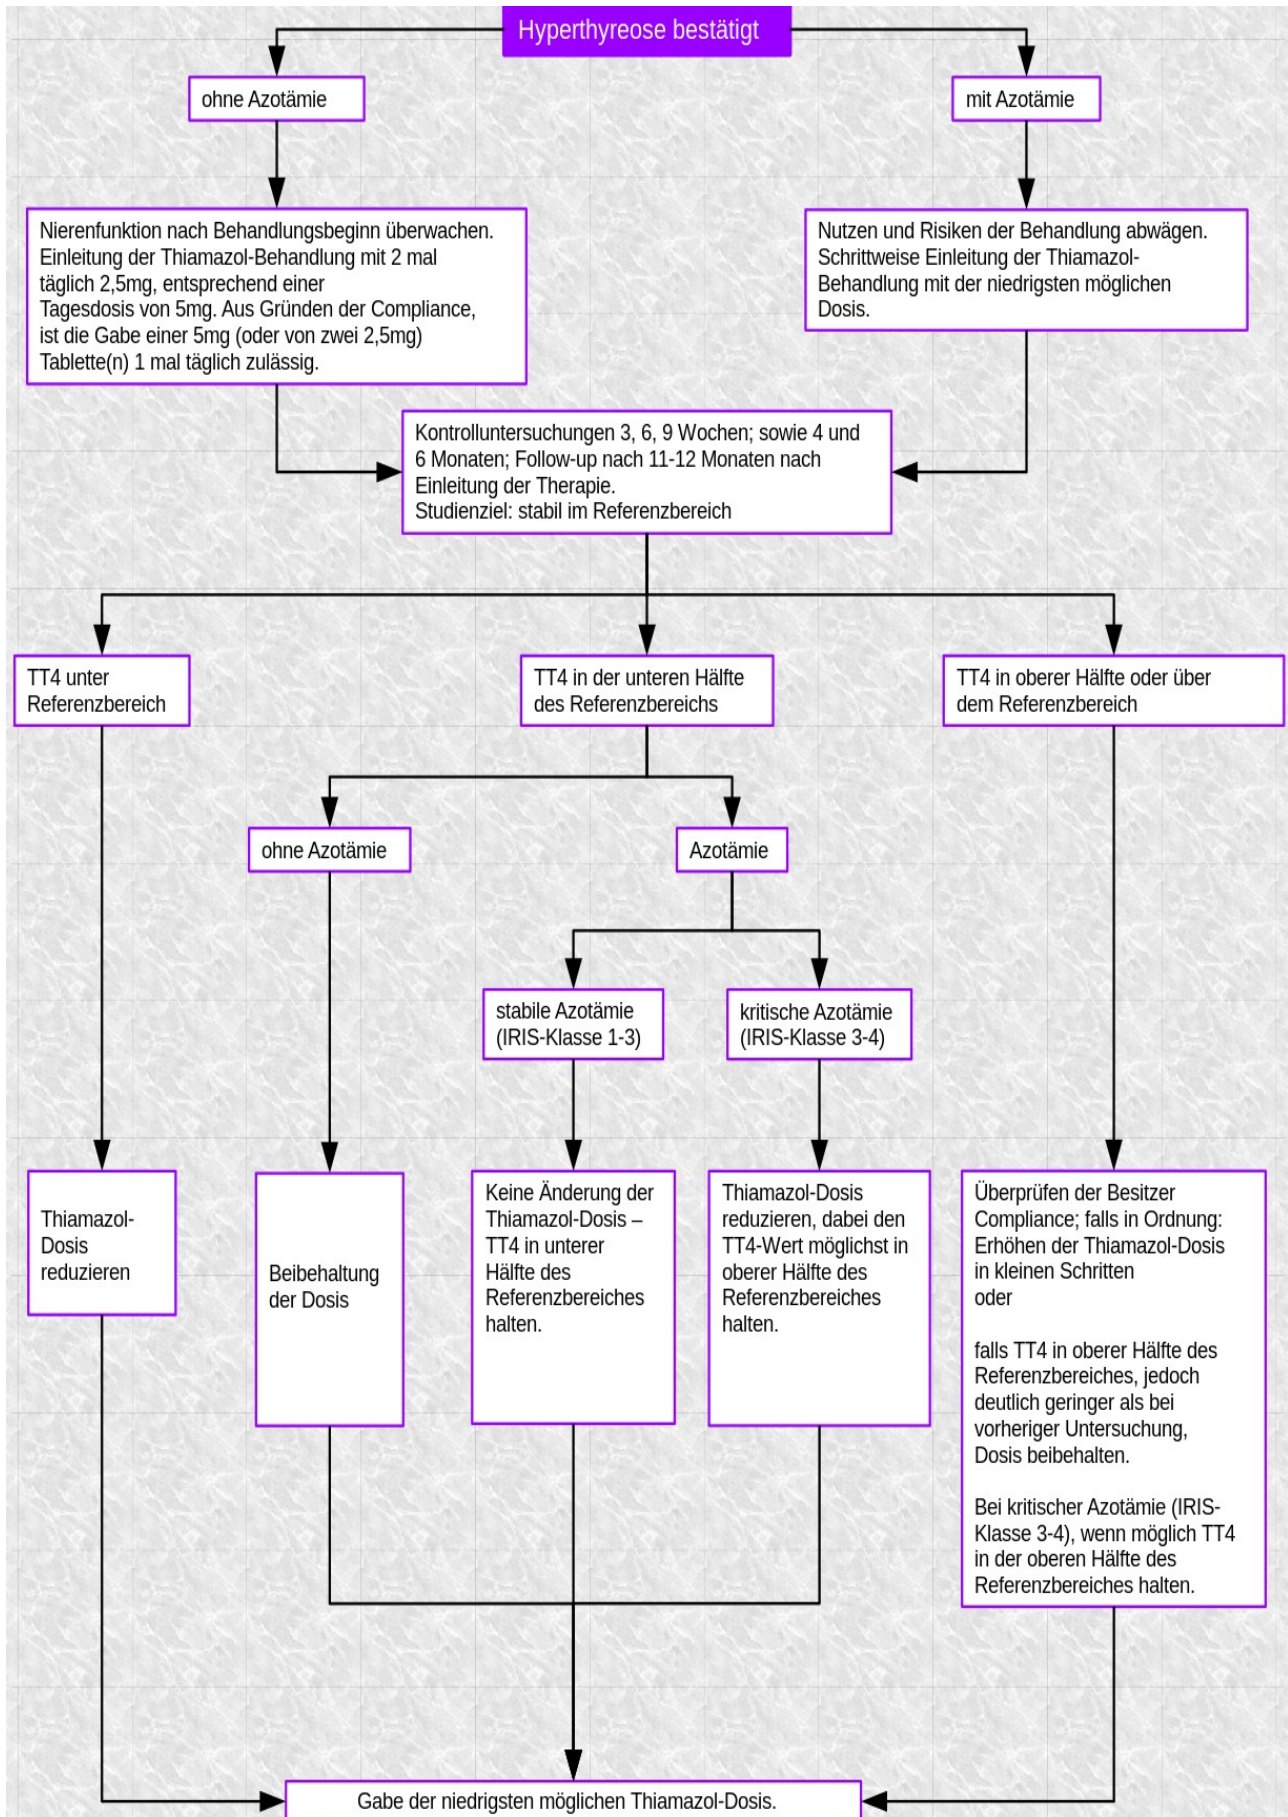 Hyperthyreose bestätigt
ohne Azotämie
mit Azotämie
Nierenfunktion nach Behandlungsbeginn überwachen.
Einleitung der Thiamazol-Behandlung mit 2 mal
täglich 2,5mg, entsprechend einer
Tagesdosis von 5mg. Aus Gründen der Compliance,
ist die Gabe einer 5mg (oder von zwei 2,5mg)
Tablette(n) 1 mal täglich zulässig.
Nutzen und Risiken der Behandlung abwägen.
Schrittweise Einleitung der Thiamazol-
Behandlung mit der niedrigsten möglichen
Dosis.
Kontrolluntersuchungen 3, 6, 9 Wochen; sowie 4 und
6 Monaten; Follow-up nach 11-12 Monaten nach
Einleitung der Therapie.
Studienziel: stabil im Referenzbereich
TT4 unter
Referenzbereich
TT4 in der unteren Hälfte
des Referenzbereichs
TT4 in oberer Hälfte oder über
dem Referenzbereich
ohne Azotämie
Azotämie
stabile Azotämie
(IRIS-Klasse 1-3)
kritische Azotämie
(IRIS-Klasse 3-4)
Thiamazol-
Dosis
reduzieren
Beibehaltung
der Dosis
Keine Änderung der
Thiamazol-Dosis –
TT4 in unterer
Hälfte des
Referenzbereiches
halten.
Thiamazol-Dosis
reduzieren, dabei den
TT4-Wert möglichst in
oberer Hälfte des
Referenzbereiches
halten.
Überprüfen der Besitzer
Compliance; falls in Ordnung:
Erhöhen der Thiamazol-Dosis
in kleinen Schritten
oder
falls TT4 in oberer Hälfte des
Referenzbereiches, jedoch
deutlich geringer als bei
vorheriger Untersuchung,
Dosis beibehalten.
Bei kritischer Azotämie (IRIS-
Klasse 3-4), wenn möglich TT4
in der oberen Hälfte des
Referenzbereiches halten.
Gabe der niedrigsten möglichen Thiamazol-Dosis.